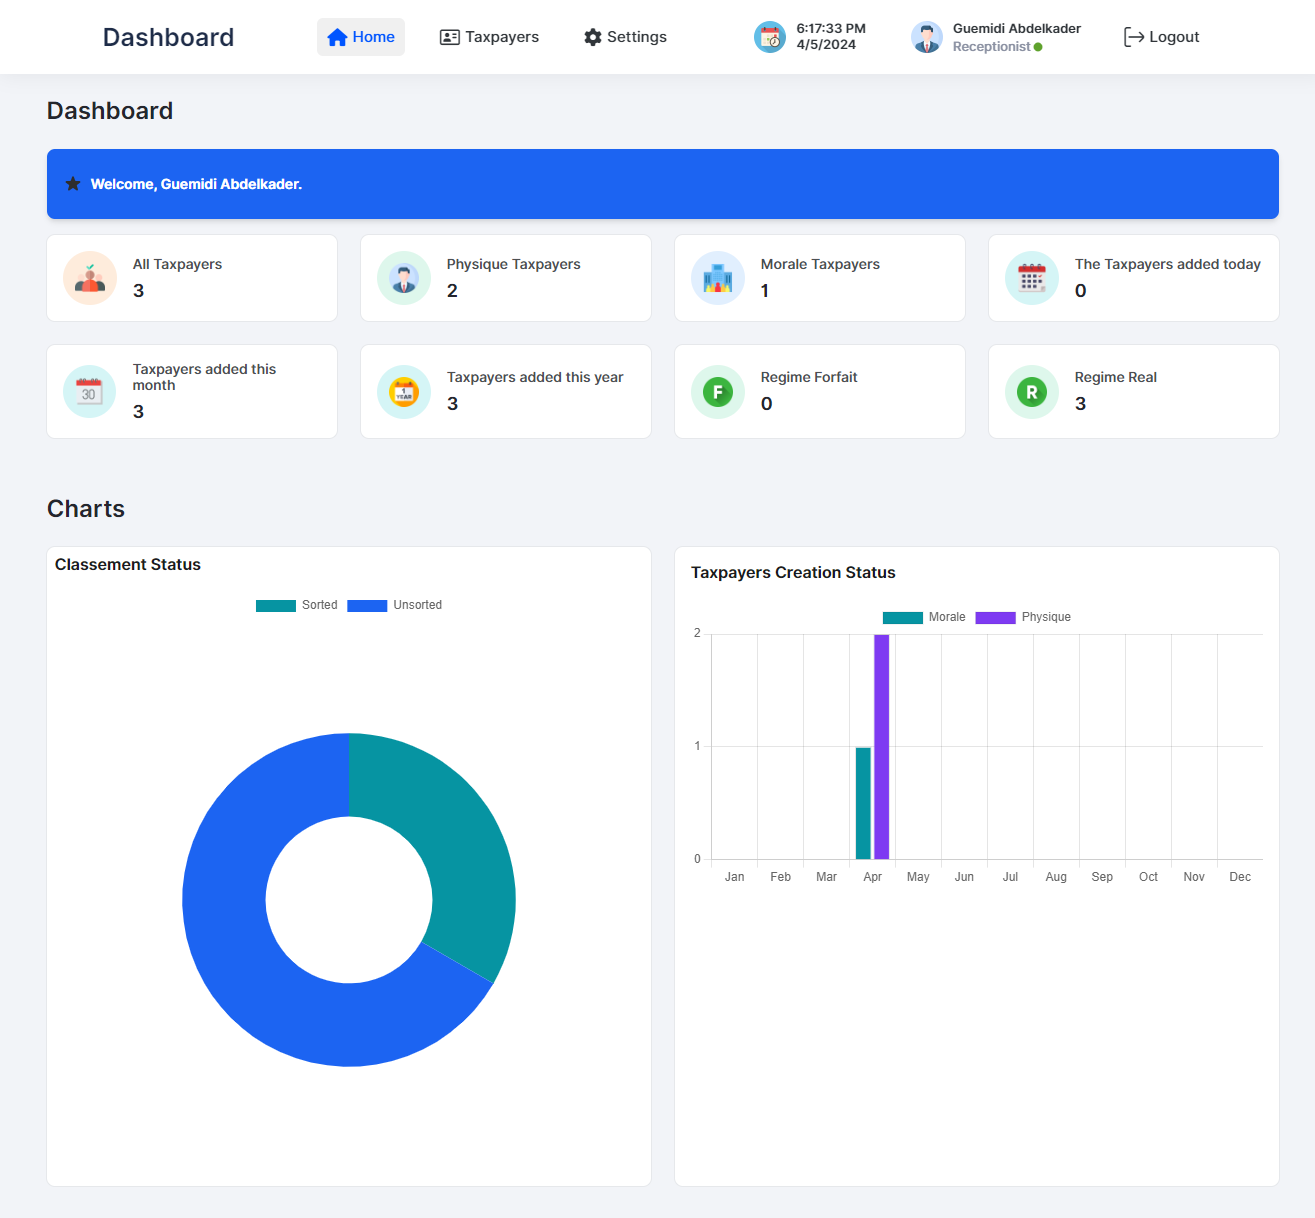 Dashboard
Home
Taxpayers
Settings
6:17:33 PM
4/5/2024
Guemidi Abdelkader
Receptionist
Logout
Dashboard
Welcome, Guemidi Abdelkader.
All Taxpayers
3
Physique Taxpayers
2
Morale Taxpayers
1
The Taxpayers added today
0
30
Taxpayers added this
month
3
1
YEAR
Taxpayers added this year
3
F
Regime Forfait
0
R
Regime Real
3
Charts
Classement Status
Sorted
Unsorted
Taxpayers Creation Status
Morale
Physique
2
1
0
Jan Feb Mar Apr May Jun Jul Aug Sep Oct Nov Dec